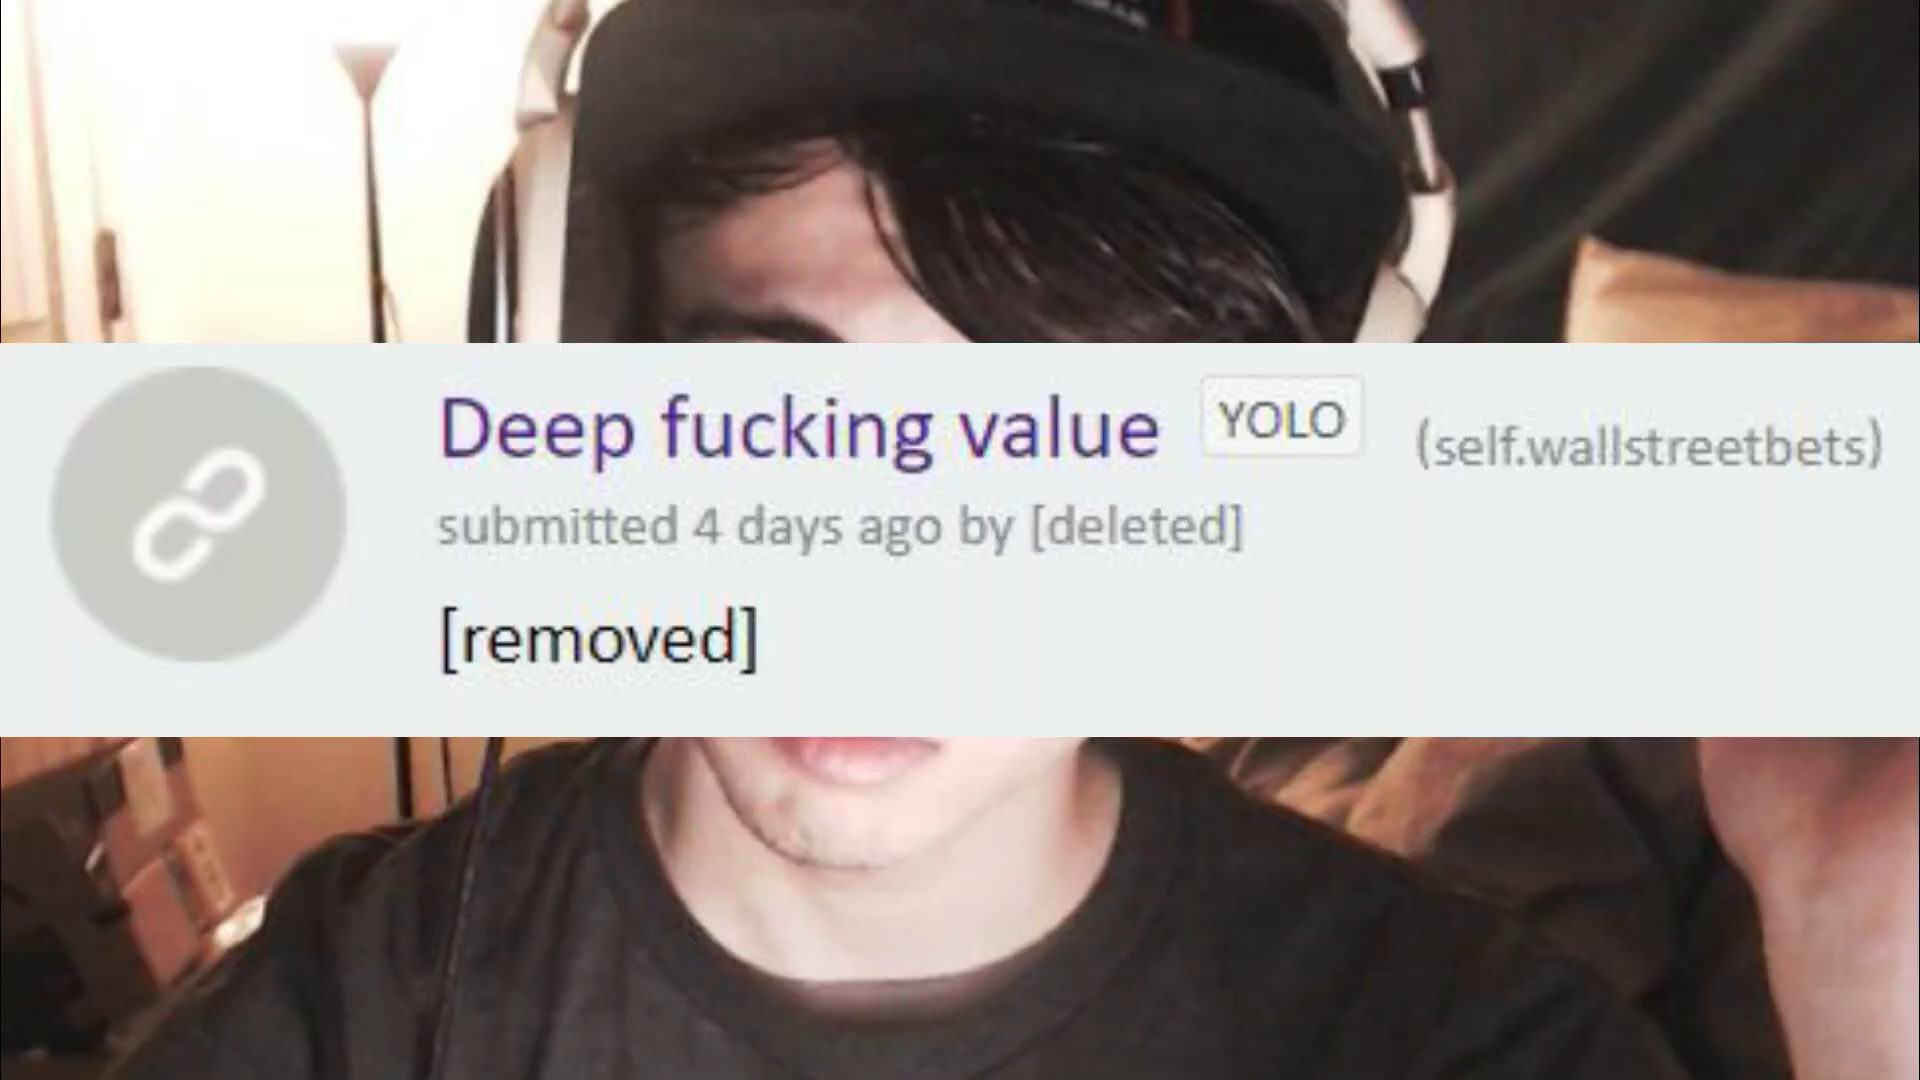 Deep fucking value YOLO (self.wallstreetbets)
submitted 4 days ago by [deleted]
[removed]